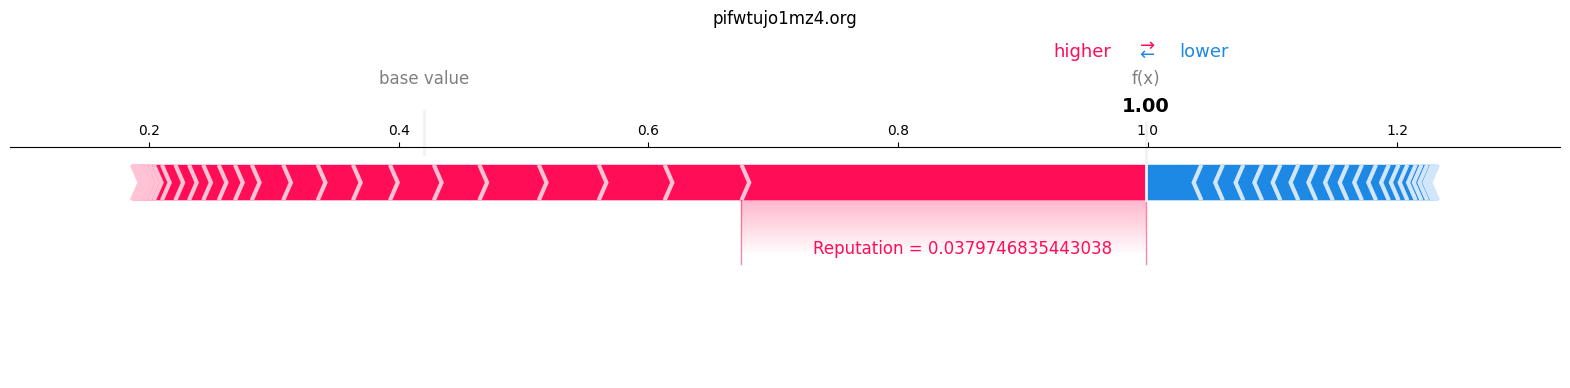 pifwtujo1mz4.org
higher ⇄ lower
base value f(x)
1.00
0.2 0.4 0.6 0.8 1.0 1.2
Reputation = 0.0379746835443038